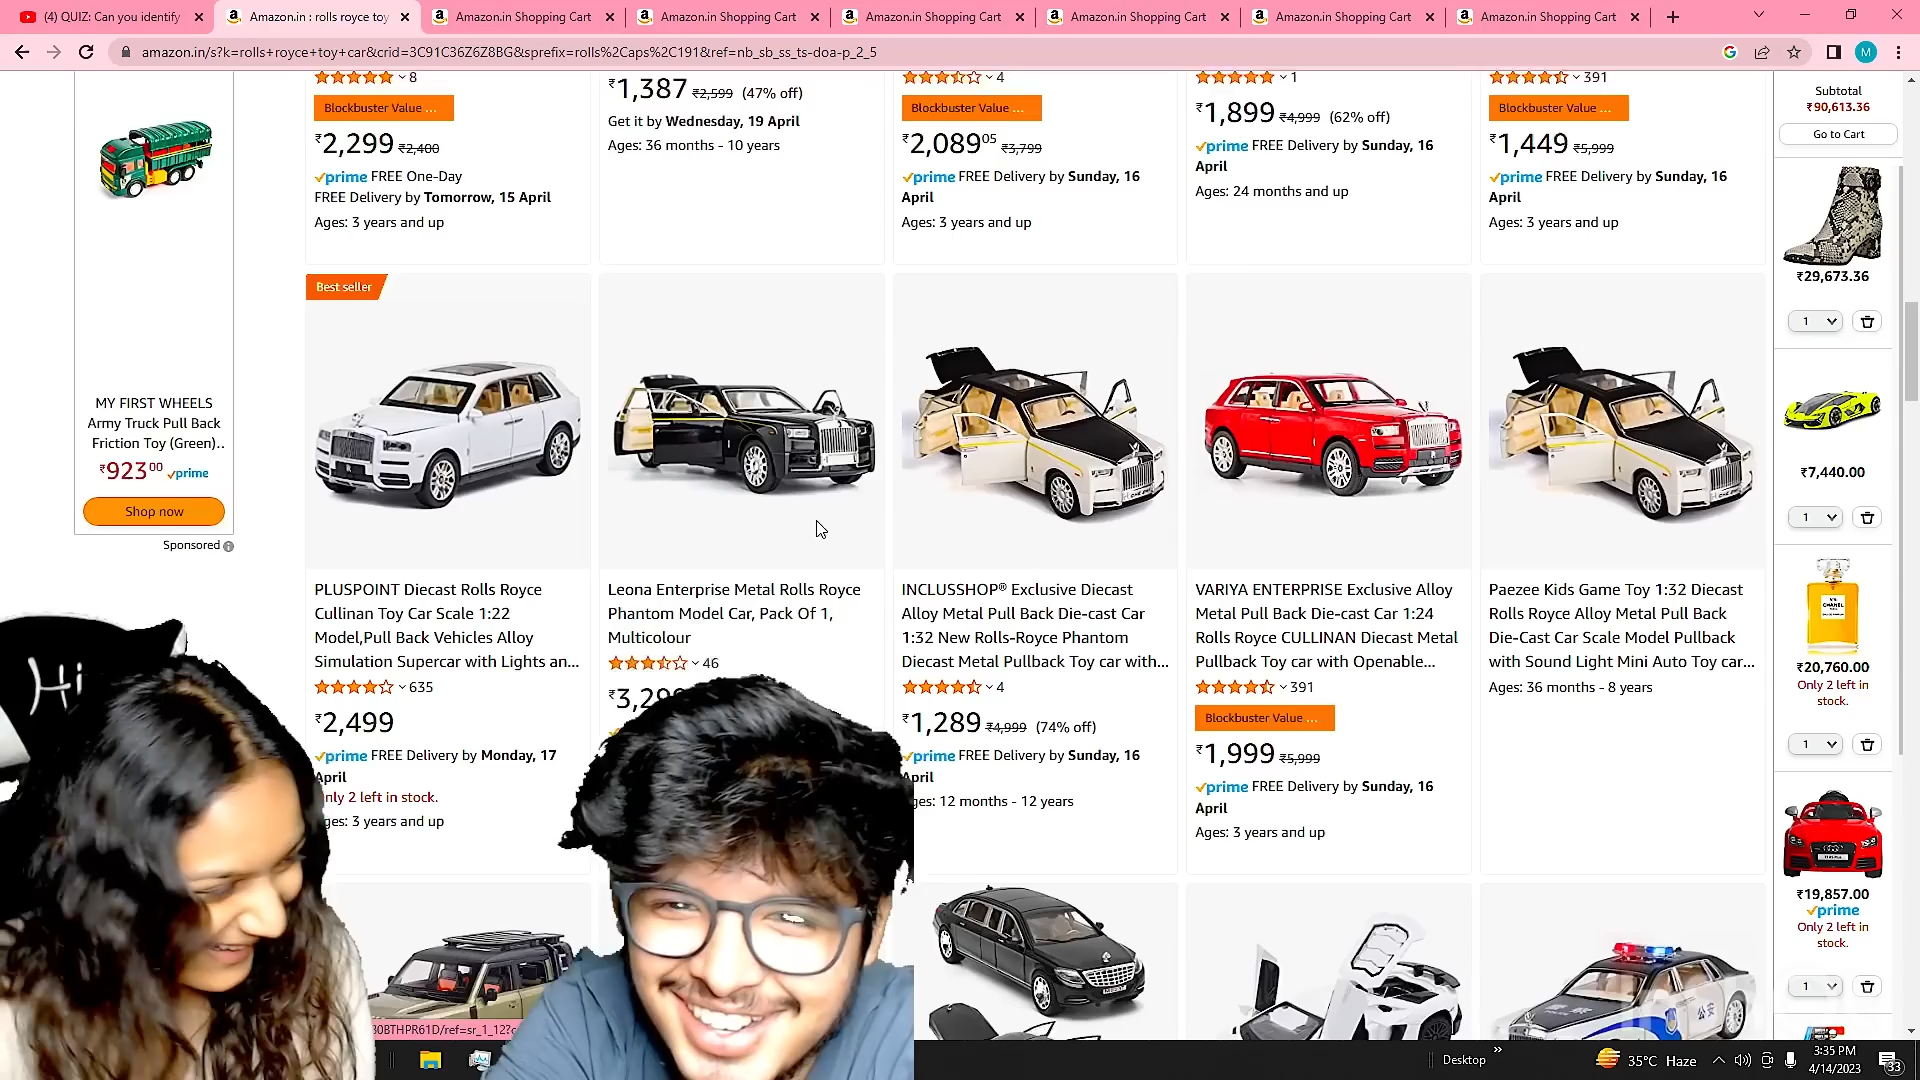 (4) QUIZ: Can you identify
Amazon.in : rolls royce toy
Amazon.in Shopping Cart
Amazon.in Shopping Cart
Amazon.in Shopping Cart
Amazon.in Shopping Cart
Amazon.in Shopping Cart
Amazon.in Shopping Cart
amazon.in/s?k=rolls+royce+toy+car&crid=3C91C36Z6Z8BG&sprefix=rolls%2Caps%2C191&ref=nb_sb_ss_ts-doa-p_2_5
M
8
Blockbuster Value ...
₹2,299 ₹2,400
prime FREE One-Day
FREE Delivery by Tomorrow, 15 April
Ages: 3 years and up
₹1,387 ₹2,599 (47% off)
Get it by Wednesday, 19 April
Ages: 36 months - 10 years
4
Blockbuster Value ...
₹2,089.05 ₹3,799
prime FREE Delivery by Sunday, 16
April
Ages: 3 years and up
1
₹1,899 ₹4,999 (62% off)
prime FREE Delivery by Sunday, 16
April
Ages: 24 months and up
391
Blockbuster Value ...
₹1,449 ₹5,999
prime FREE Delivery by Sunday, 16
April
Ages: 3 years and up
MY FIRST WHEELS
Army Truck Pull Back
Friction Toy (Green)..
₹923.00 prime
Shop now
Sponsored
Best seller
PLUSPOINT Diecast Rolls Royce
Cullinan Toy Car Scale 1:22
Model,Pull Back Vehicles Alloy
Simulation Supercar with Lights an...
635
₹2,499
prime FREE Delivery by Monday, 17
April
nly 2 left in stock.
ges: 3 years and up
Leona Enterprise Metal Rolls Royce
Phantom Model Car, Pack Of 1,
Multicolour
46
INCLUSSHOP® Exclusive Diecast
Alloy Metal Pull Back Die-cast Car
1:32 New Rolls-Royce Phantom
Diecast Metal Pullback Toy car with...
4
₹1,289 ₹4,999 (74% off)
prime FREE Delivery by Sunday, 16
April
ges: 12 months - 12 years
VARIYA ENTERPRISE Exclusive Alloy
Metal Pull Back Die-cast Car 1:24
Rolls Royce CULLINAN Diecast Metal
Pullback Toy car with Openable...
391
Blockbuster Value ...
₹1,999 ₹5,999
prime FREE Delivery by Sunday, 16
April
Ages: 3 years and up
Paezee Kids Game Toy 1:32 Diecast
Rolls Royce Alloy Metal Pull Back
Die-Cast Car Scale Model Pullback
with Sound Light Mini Auto Toy car...
Ages: 36 months - 8 years
Subtotal
₹90,613.36
Go to Cart
₹29,673.36
1
₹7,440.00
1
CHANEL
₹20,760.00
Only 2 left in
stock.
1
₹19,857.00
prime
Only 2 left in
stock.
1
Hi
公安
30BTHPR61D/ref=sr_1_12?
Desktop
35°C Haze
3:35 PM
4/14/2023
33